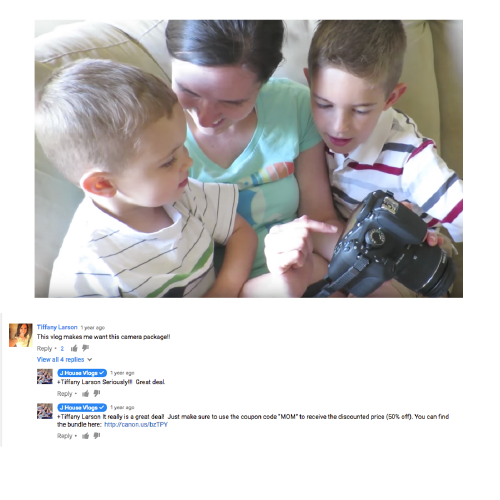 Tiffany Larson 1 year ago
This vlog makes me want this camera package!!
Reply • 2
View all 4 replies
J House Vlogs 1 year ago
+Tiffany Larson Seriously!!! Great deal.
Reply •
J House Vlogs 1 year ago
+Tiffany Larson It really is a great deal! Just make sure to use the coupon code "MOM" to receive the discounted price (50% off). You can find
the bundle here: http://canon.us/bzTPY
Reply •